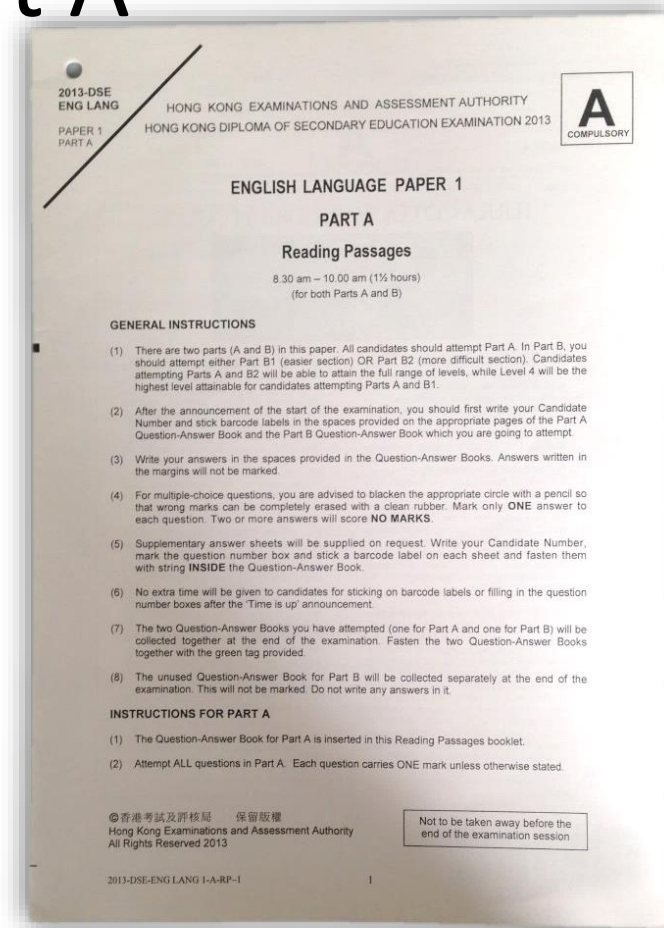 t A
2013-DSE
ENG LANG
PAPER 1
PART A
HONG KONG EXAMINATIONS AND ASSESSMENT AUTHORITY
HONG KONG DIPLOMA OF SECONDARY EDUCATION EXAMINATION 2013
A
COMPULSORY
ENGLISH LANGUAGE PAPER 1
PART A
Reading Passages
8.30 am – 10.00 am (1½ hours)
(for both Parts A and B)
GENERAL INSTRUCTIONS
(1) There are two parts (A and B) in this paper. All candidates should attempt Part A. In Part B, you
should attempt either Part B1 (easier section) OR Part B2 (more difficult section). Candidates
attempting Parts A and B2 will be able to attain the full range of levels, while Level 4 will be the
highest level attainable for candidates attempting Parts A and B1.
(2) After the announcement of the start of the examination, you should first write your Candidate
Number and stick barcode labels in the spaces provided on the appropriate pages of the Part A
Question-Answer Book and the Part B Question-Answer Book which you are going to attempt.
(3) Write your answers in the spaces provided in the Question-Answer Books. Answers written in
the margins will not be marked.
(4) For multiple-choice questions, you are advised to blacken the appropriate circle with a pencil so
that wrong marks can be completely erased with a clean rubber. Mark only ONE answer to
each question. Two or more answers will score NO MARKS.
(5) Supplementary answer sheets will be supplied on request. Write your Candidate Number,
mark the question number box and stick a barcode label on each sheet and fasten them
with string INSIDE the Question-Answer Book.
(6) No extra time will be given to candidates for sticking on barcode labels or filling in the question
number boxes after the 'Time is up' announcement.
(7) The two Question-Answer Books you have attempted (one for Part A and one for Part B) will be
collected together at the end of the examination. Fasten the two Question-Answer Books
together with the green tag provided.
(8) The unused Question-Answer Book for Part B will be collected separately at the end of the
examination. This will not be marked. Do not write any answers in it.
INSTRUCTIONS FOR PART A
(1) The Question-Answer Book for Part A is inserted in this Reading Passages booklet.
(2) Attempt ALL questions in Part A. Each question carries ONE mark unless otherwise stated.
©香港考試及評核局 保留版權
Hong Kong Examinations and Assessment Authority
All Rights Reserved 2013
Not to be taken away before the
end of the examination session
2013-DSE-ENG LANG 1-A-RP–1
1